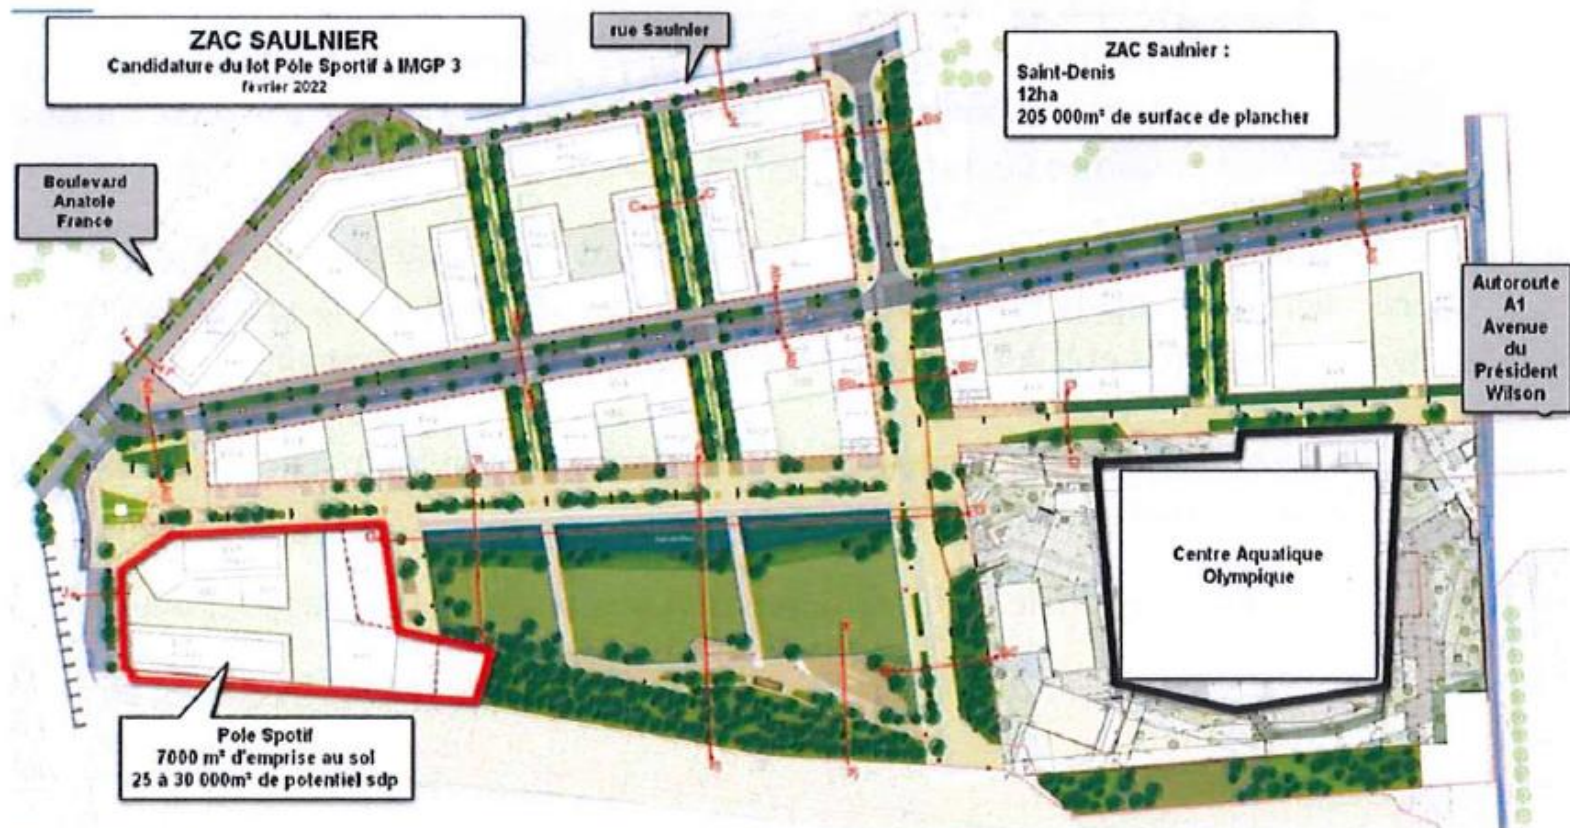 ZAC SAULNIER
Candidature du lot Pôle Sportif à IMGP 3
février 2022
rue Saulnier
ZAC Saulnier :
Saint-Denis
12ha
205 000m² de surface de plancher
Boulevard
Anatole
France
Autoroute
A1
Avenue
du
Président
Wilson
Centre Aquatique
Olympique
Pole Spotif
7000 m² d'emprise au sol
25 à 30 000m² de potentiel sdp